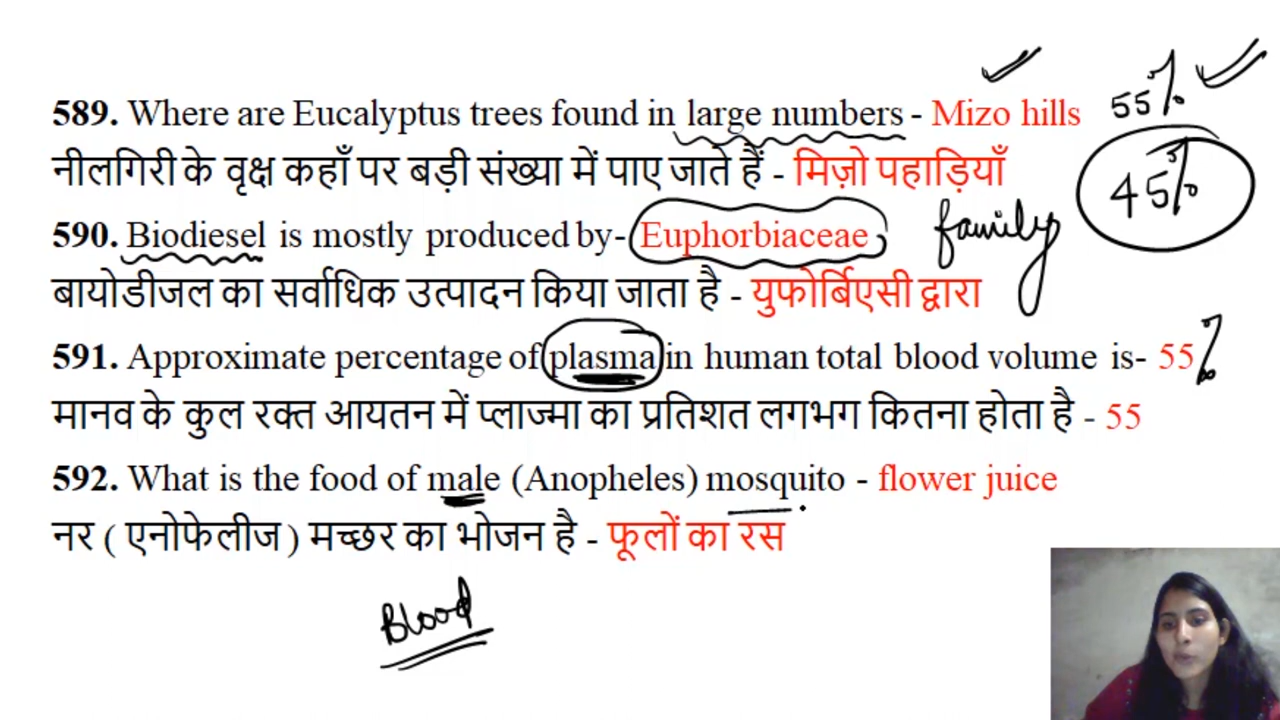 589. Where are Eucalyptus trees found in large numbers - Mizo hills
55%
नीलगिरी के वृक्ष कहाँ पर बड़ी संख्या में पाए जाते हैं - मिज़ो पहाड़ियाँ
45%
590. Biodiesel is mostly produced by- Euphorbiaceae
family
बायोडीजल का सर्वाधिक उत्पादन किया जाता है - युफोर्बिएसी द्वारा
591. Approximate percentage of plasma in human total blood volume is- 55%
मानव के कुल रक्त आयतन में प्लाज्मा का प्रतिशत लगभग कितना होता है - 55
592. What is the food of male (Anopheles) mosquito - flower juice
नर ( एनोफेलीज ) मच्छर का भोजन है - फूलों का रस
Blood